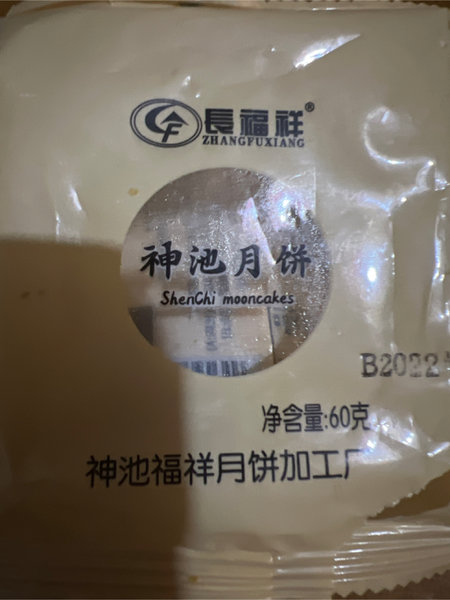 長福祥®
ZHANGFUXIANG
神池月饼
ShenChi mooncakes
B2022
净含量:60克
神池福祥月饼加工厂